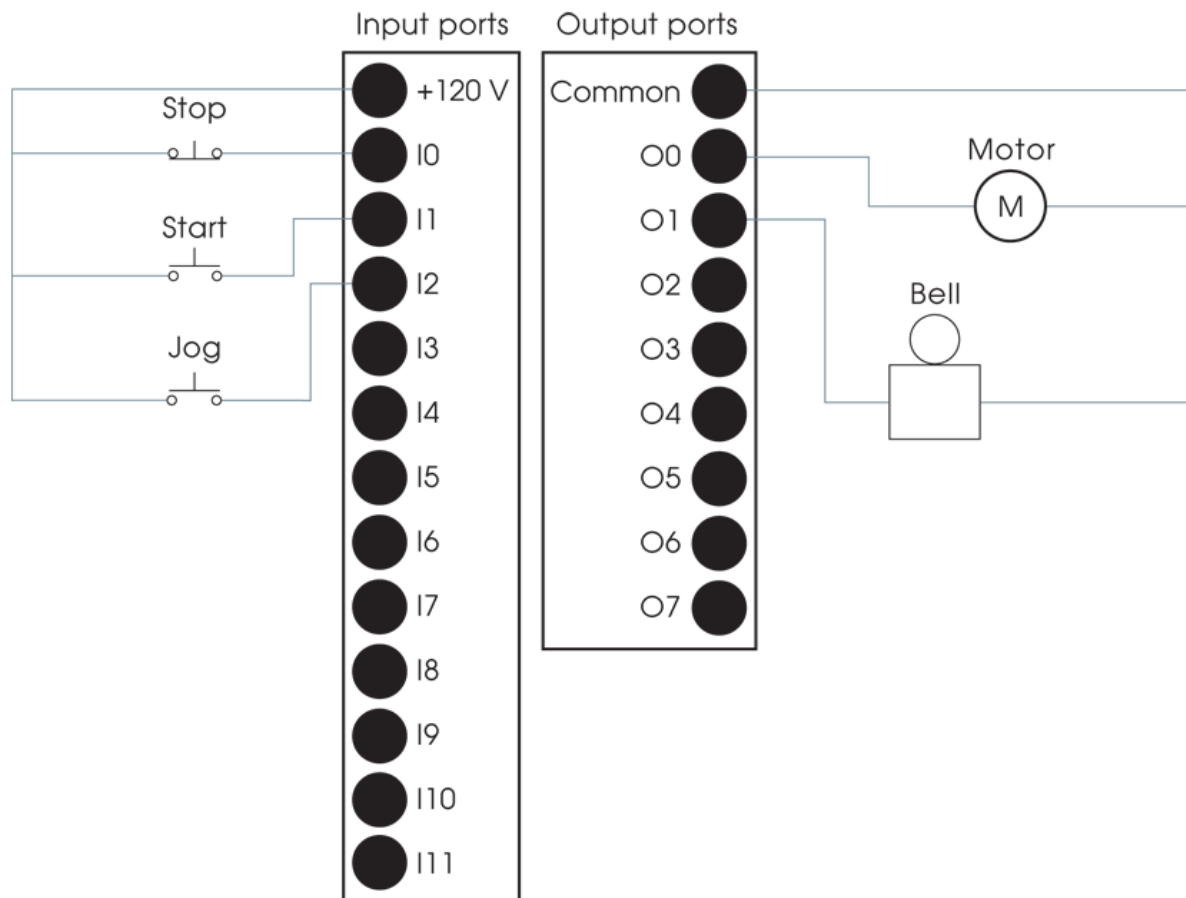 Input ports
Output ports
+120 V
Common
Stop
I0
O0
Motor
M
Start
I1
O1
I2
O2
Bell
Jog
I3
O3
I4
O4
I5
O5
I6
O6
I7
O7
I8
I9
I10
I11